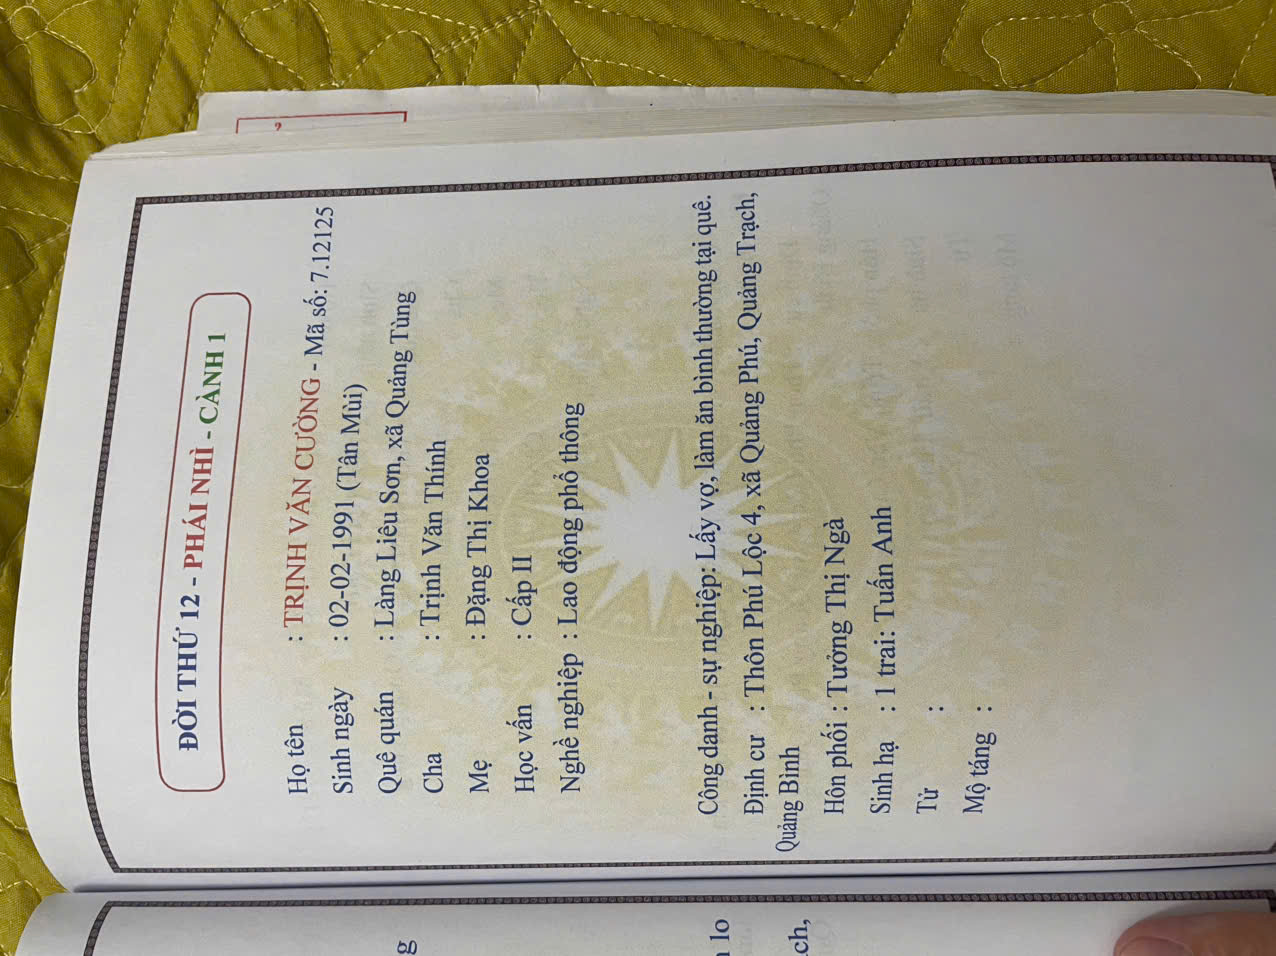 ĐỜI THỨ 12 - PHÁI NHÌ - CÀNH 1
Họ tên : TRỊNH VĂN CƯỜNG - Mã số: 7.12125
Sinh ngày : 02-02-1991 (Tân Mùi)
Quê quán : Làng Liêu Sơn, xã Quảng Tùng
Cha : Trịnh Văn Thính
Mẹ : Đặng Thị Khoa
Học vấn : Cấp II
Nghề nghiệp : Lao động phổ thông
Công danh - sự nghiệp: Lấy vợ, làm ăn bình thường tại quê.
Định cư : Thôn Phú Lộc 4, xã Quảng Phú, Quảng Trạch,
Quảng Bình
Hôn phối : Tưởng Thị Ngà
Sinh hạ : 1 trai: Tuấn Anh
Từ :
Mộ táng :
g
lo
ch,